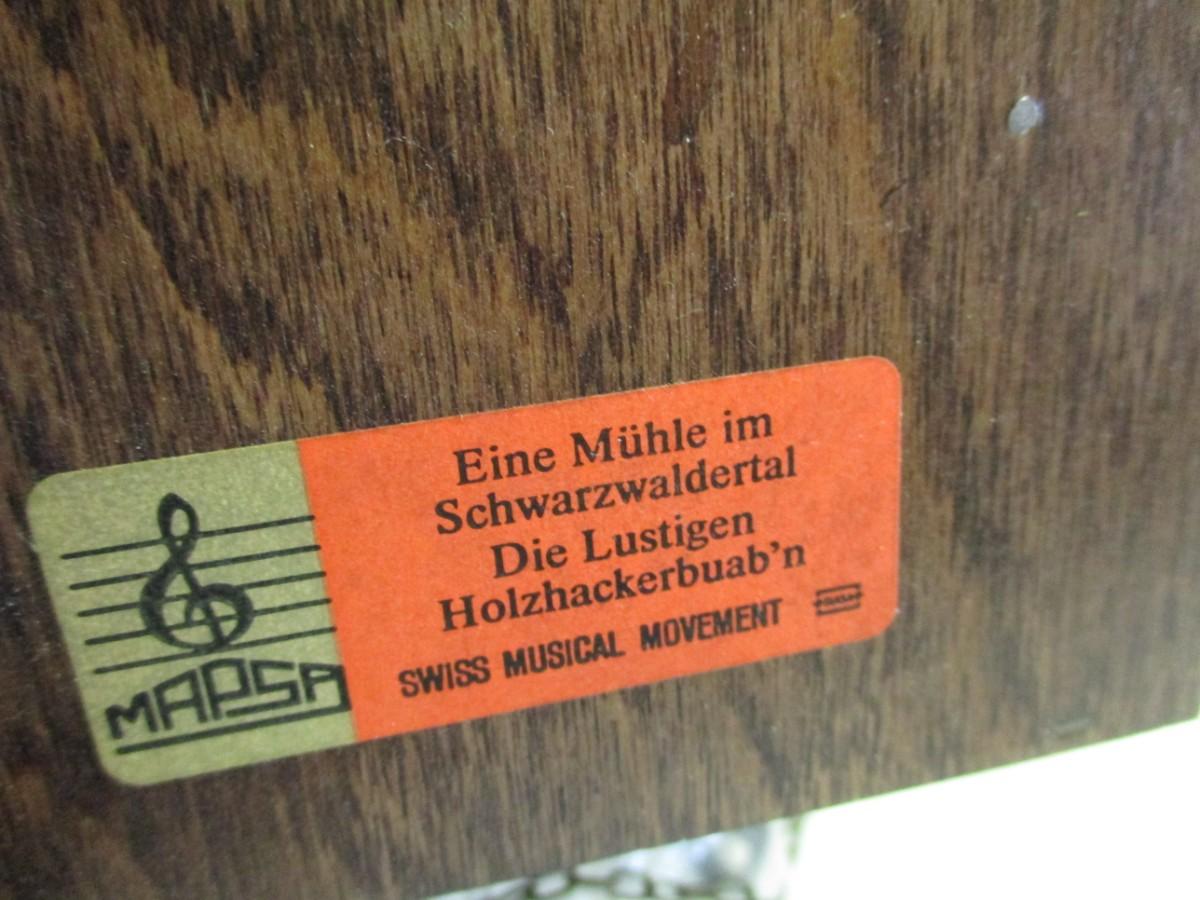 Eine Mühle im
Schwarzwaldertal
Die Lustigen
Holzhackerbuab'n
SWISS MUSICAL MOVEMENT
MAPSA